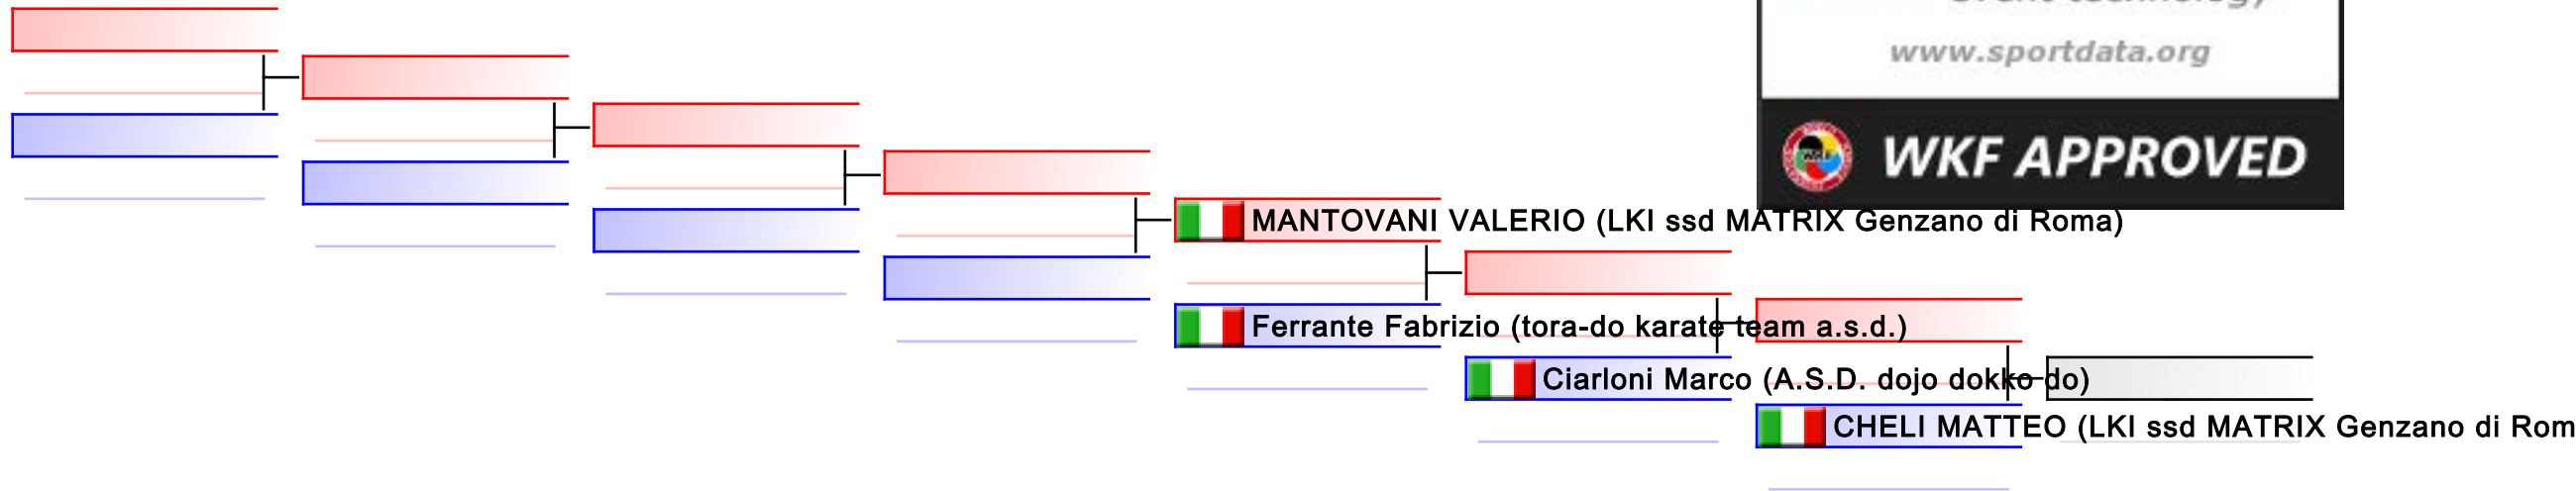 www.sportdata.org
WKF APPROVED
MANTOVANI VALERIO (LKI ssd MATRIX Genzano di Roma)
Ferrante Fabrizio (tora-do karate team a.s.d.)
Ciarloni Marco (A.S.D. dojo dokko do)
CHELI MATTEO (LKI ssd MATRIX Genzano di Rom